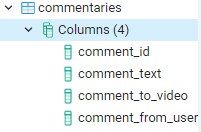 commentaries
Columns (4)
comment_id
comment_text
comment_to_video
comment_from_user